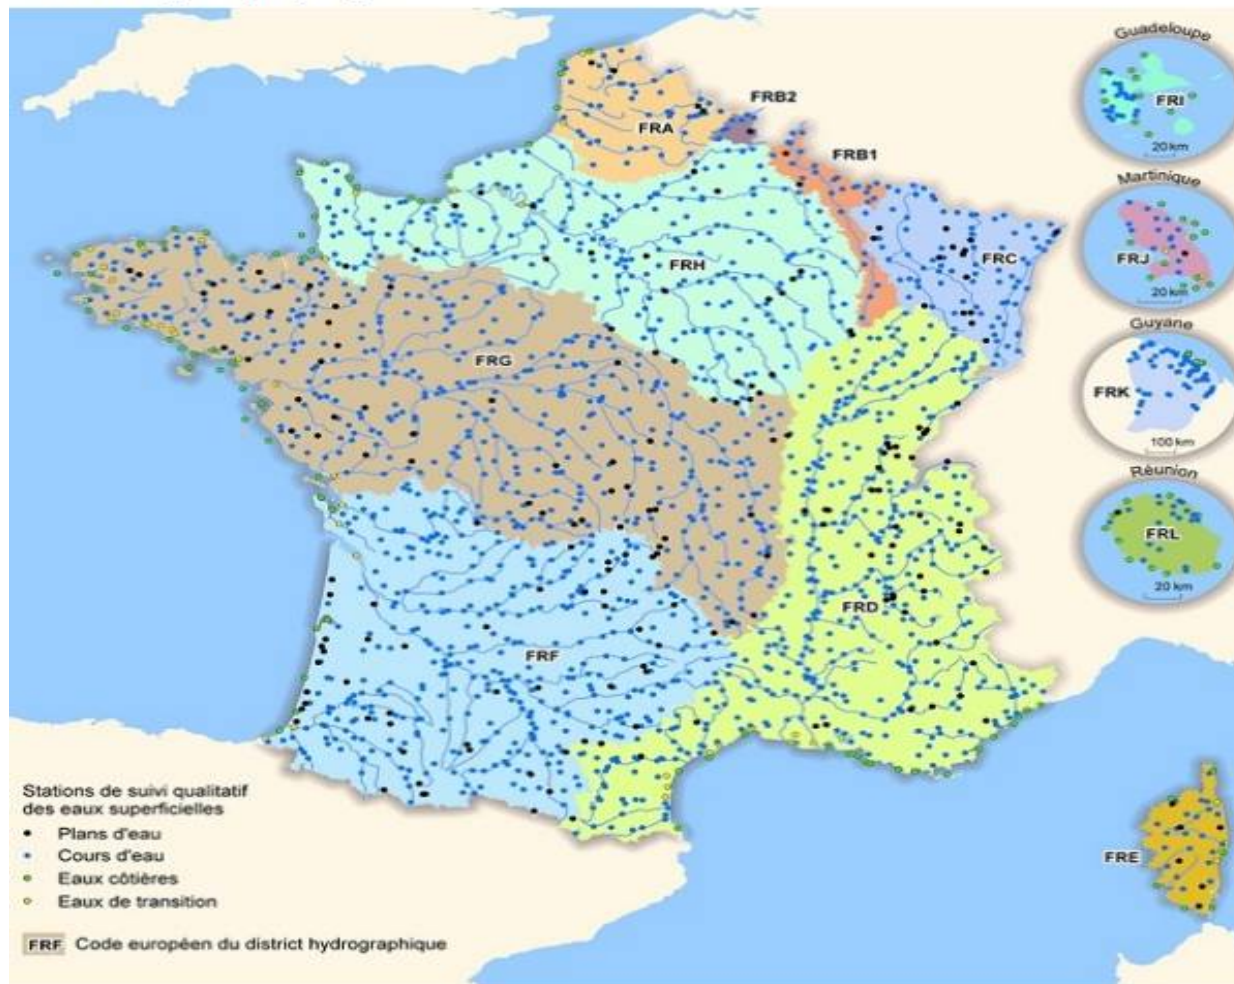 Guadeloupe
FRI
20 km
FRB2
FRA
FRB1
Martinique
FRJ
20 km
FRH
FRC
Guyane
FRK
100 km
FRG
Réunion
FRL
20 km
FRD
FRF
Stations de suivi qualitatif
des eaux superficielles
Plans d'eau
Cours d'eau
Eaux côtières
Eaux de transition
FRE
FRF Code européen du district hydrographique